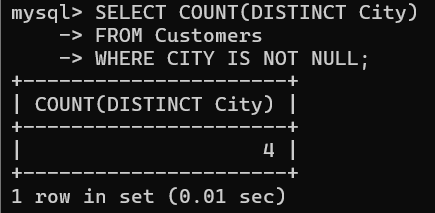 mysql> SELECT COUNT(DISTINCT City)
    -> FROM Customers
    -> WHERE CITY IS NOT NULL;
+----------------------+
| COUNT(DISTINCT City) |
+----------------------+
|                    4 |
+----------------------+
1 row in set (0.01 sec)